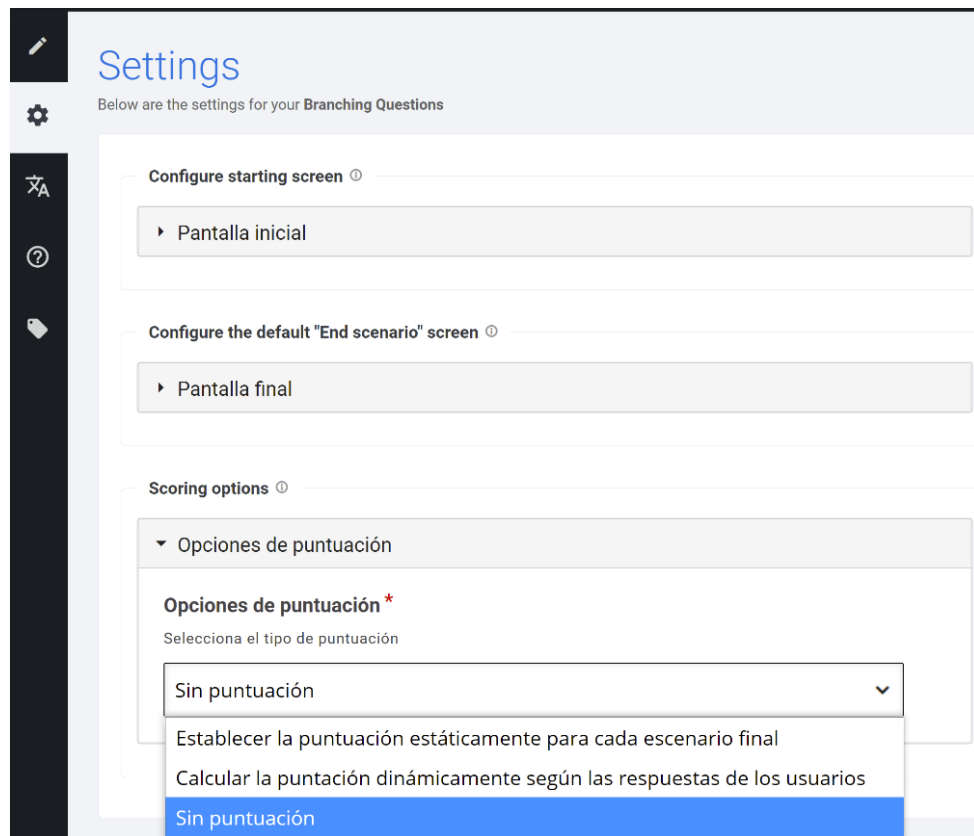 Settings
Below are the settings for your Branching Questions
Configure starting screen
Pantalla inicial
Configure the default "End scenario" screen
Pantalla final
Scoring options
Opciones de puntuación
Opciones de puntuación *
Selecciona el tipo de puntuación
Sin puntuación
Establecer la puntuación estáticamente para cada escenario final
Calcular la puntación dinámicamente según las respuestas de los usuarios
Sin puntuación